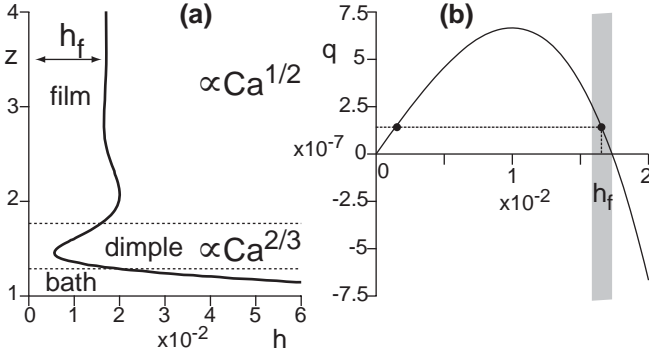 (a)
4
z
3
2
1
h_f
film
∝Ca^{1/2}
dimple
∝Ca^{2/3}
bath
0 1 2 3 4 5 6
x10^{-2}
h
(b)
7.5
q
5
2.5
x10^{-7}
0
-2.5
-5
-7.5
0 1 2
x10^{-2}
h_f